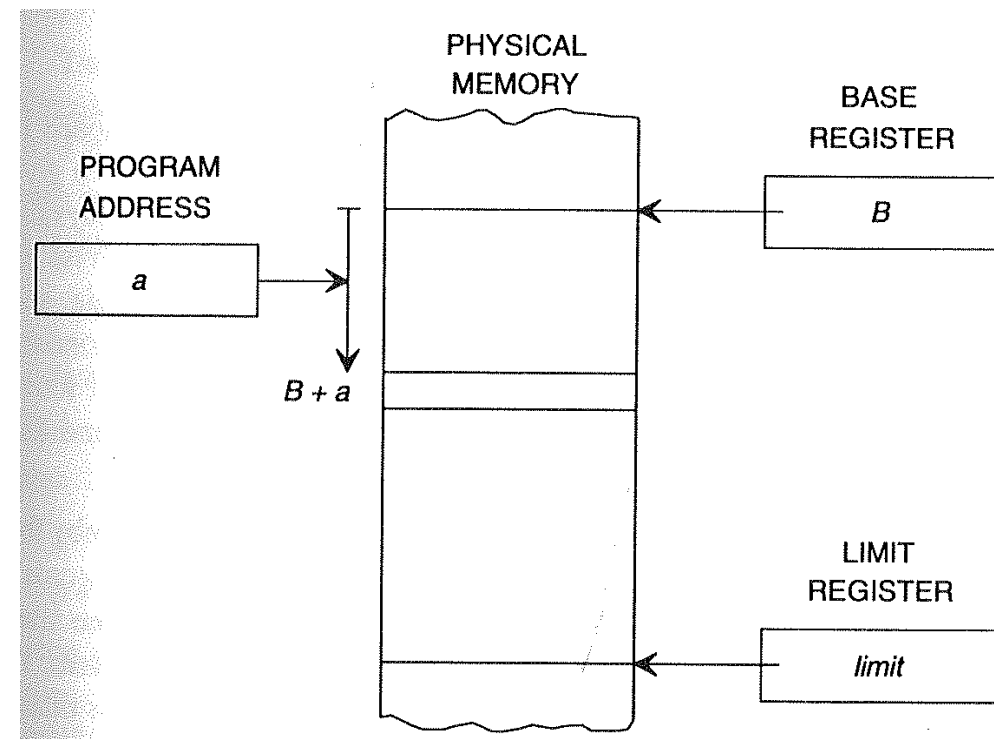 PHYSICAL
MEMORY
BASE
REGISTER
PROGRAM
ADDRESS
B
a
B + a
LIMIT
REGISTER
limit